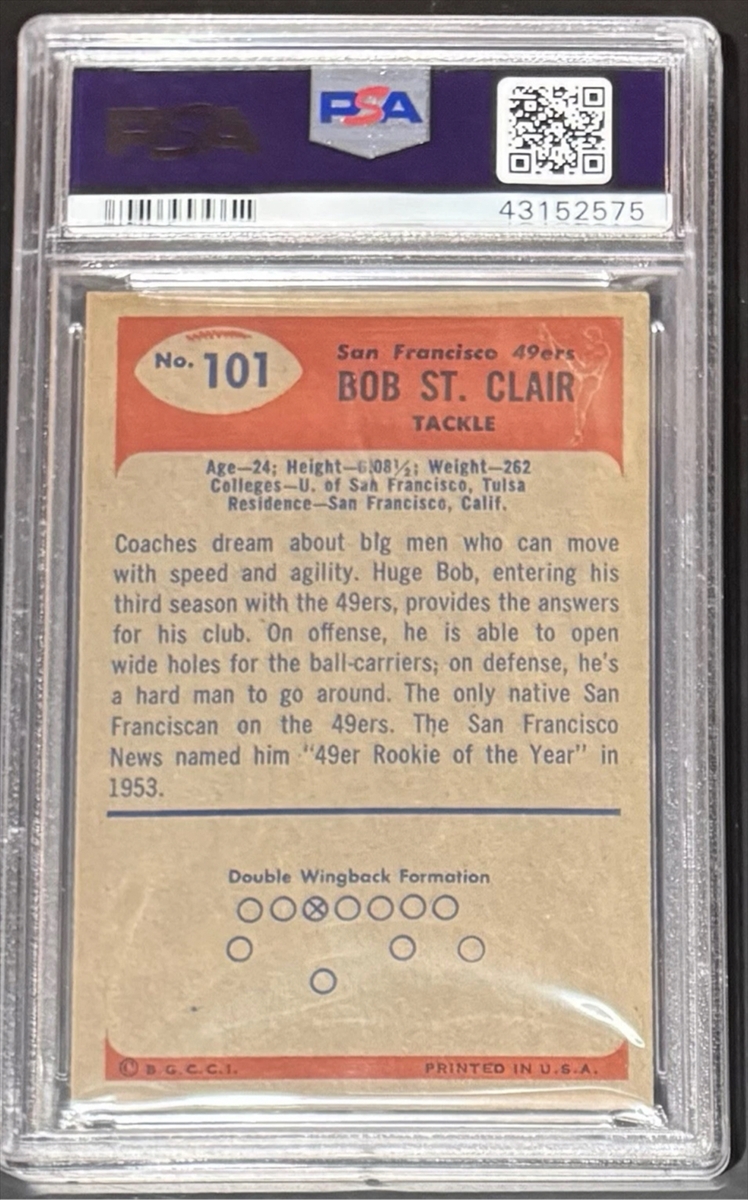 PSA
PSA
43152575
No. 101
San Francisco 49ers
BOB ST. CLAIR
TACKLE
Age—24; Height—6.08½; Weight—262
Colleges—U. of San Francisco, Tulsa
Residence—San Francisco, Calif.
Coaches dream about big men who can move
with speed and agility. Huge Bob, entering his
third season with the 49ers, provides the answers
for his club. On offense, he is able to open
wide holes for the ball-carriers; on defense, he's
a hard man to go around. The only native San
Franciscan on the 49ers. The San Francisco
News named him "49er Rookie of the Year" in
1953.
Double Wingback Formation
© B.G.C.C.I.
PRINTED IN U.S.A.